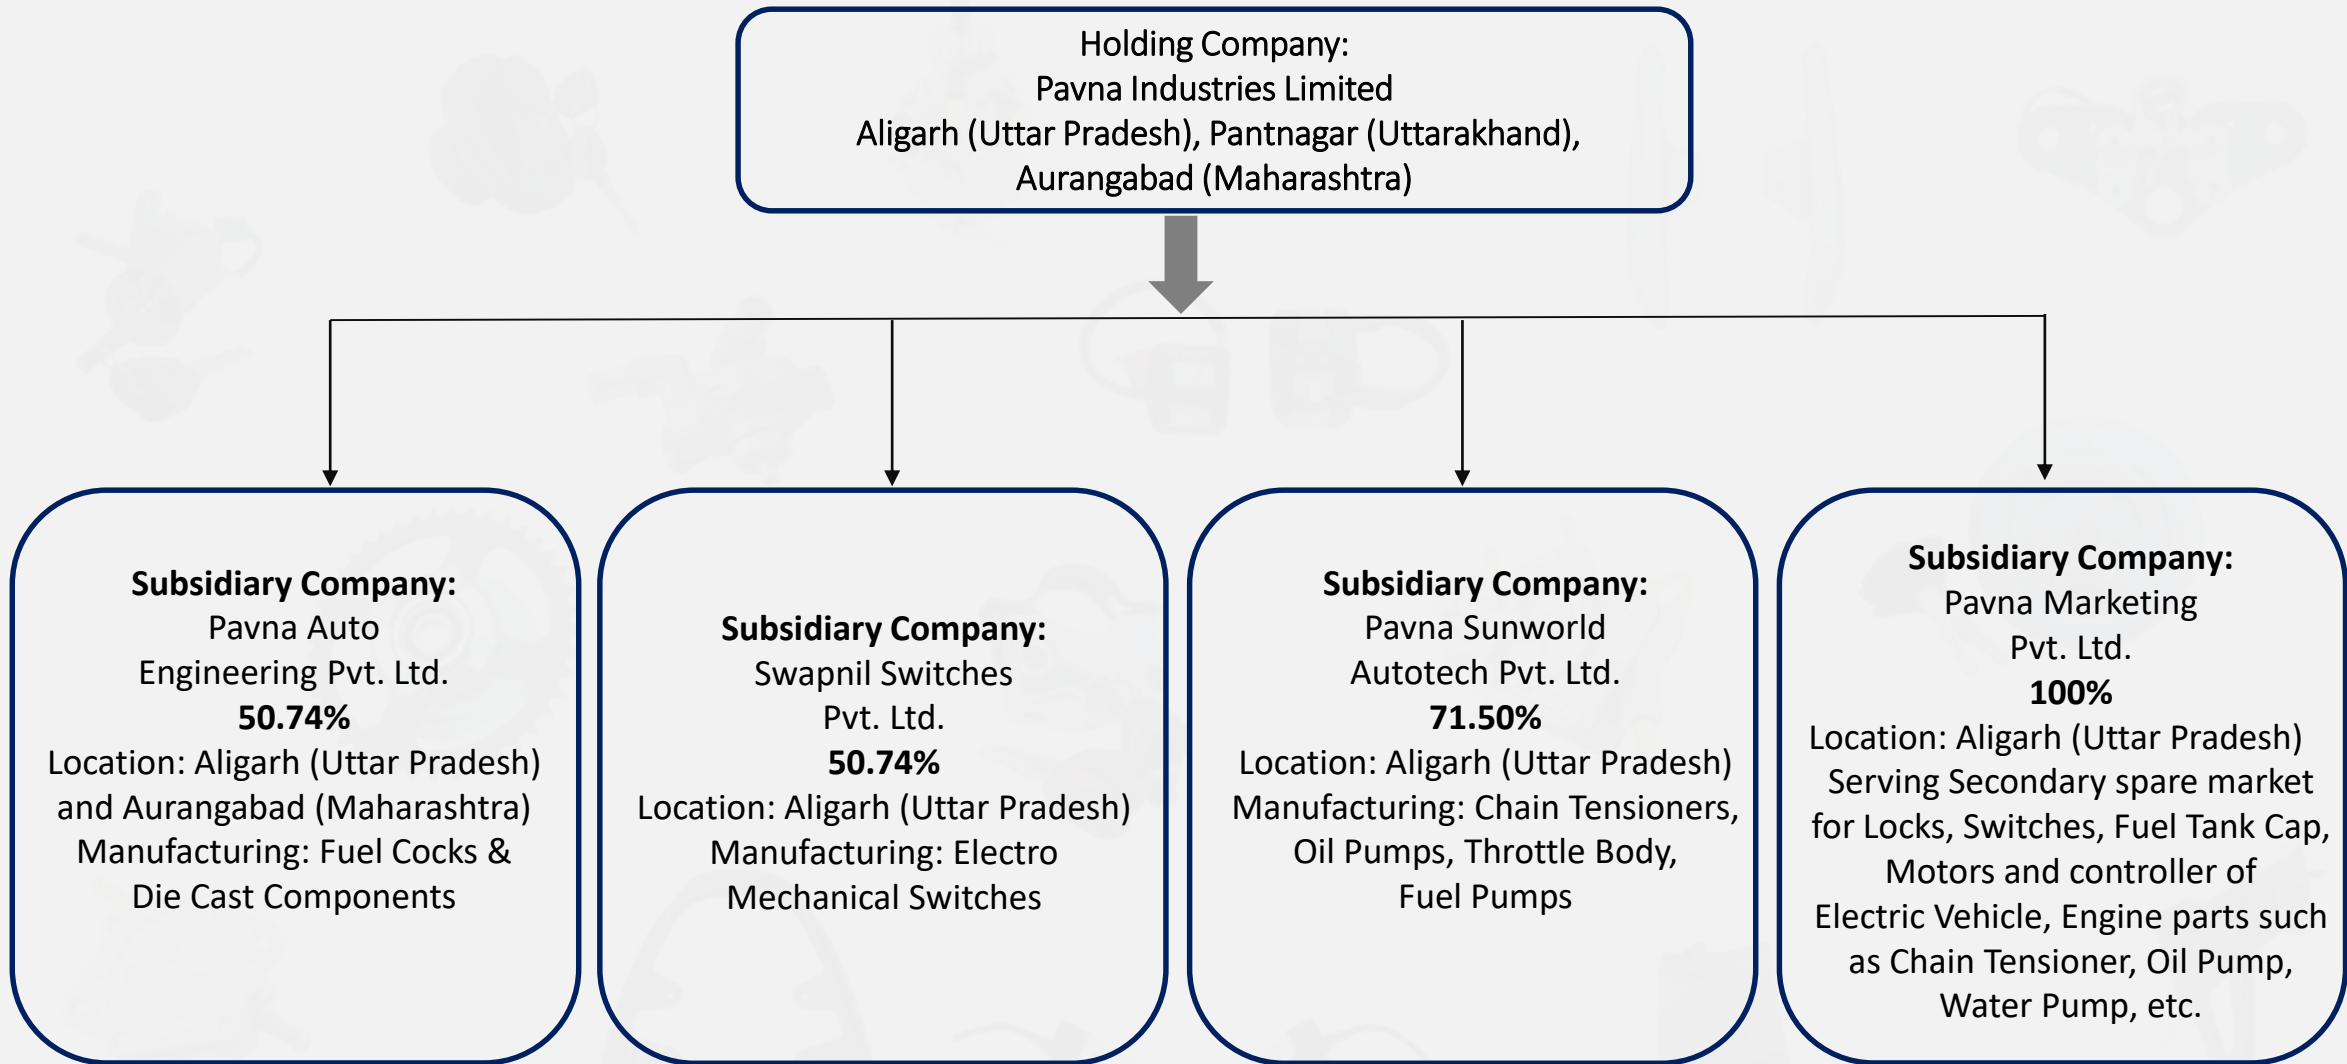 Holding Company:
Pavna Industries Limited
Aligarh (Uttar Pradesh), Pantnagar (Uttarakhand),
Aurangabad (Maharashtra)
Subsidiary Company:
Pavna Auto
Engineering Pvt. Ltd.
50.74%
Location: Aligarh (Uttar Pradesh)
and Aurangabad (Maharashtra)
Manufacturing: Fuel Cocks &
Die Cast Components
Subsidiary Company:
Swapnil Switches
Pvt. Ltd.
50.74%
Location: Aligarh (Uttar Pradesh)
Manufacturing: Electro
Mechanical Switches
Subsidiary Company:
Pavna Sunworld
Autotech Pvt. Ltd.
71.50%
Location: Aligarh (Uttar Pradesh)
Manufacturing: Chain Tensioners,
Oil Pumps, Throttle Body,
Fuel Pumps
Subsidiary Company:
Pavna Marketing
Pvt. Ltd.
100%
Location: Aligarh (Uttar Pradesh)
Serving Secondary spare market
for Locks, Switches, Fuel Tank Cap,
Motors and controller of
Electric Vehicle, Engine parts such
as Chain Tensioner, Oil Pump,
Water Pump, etc.